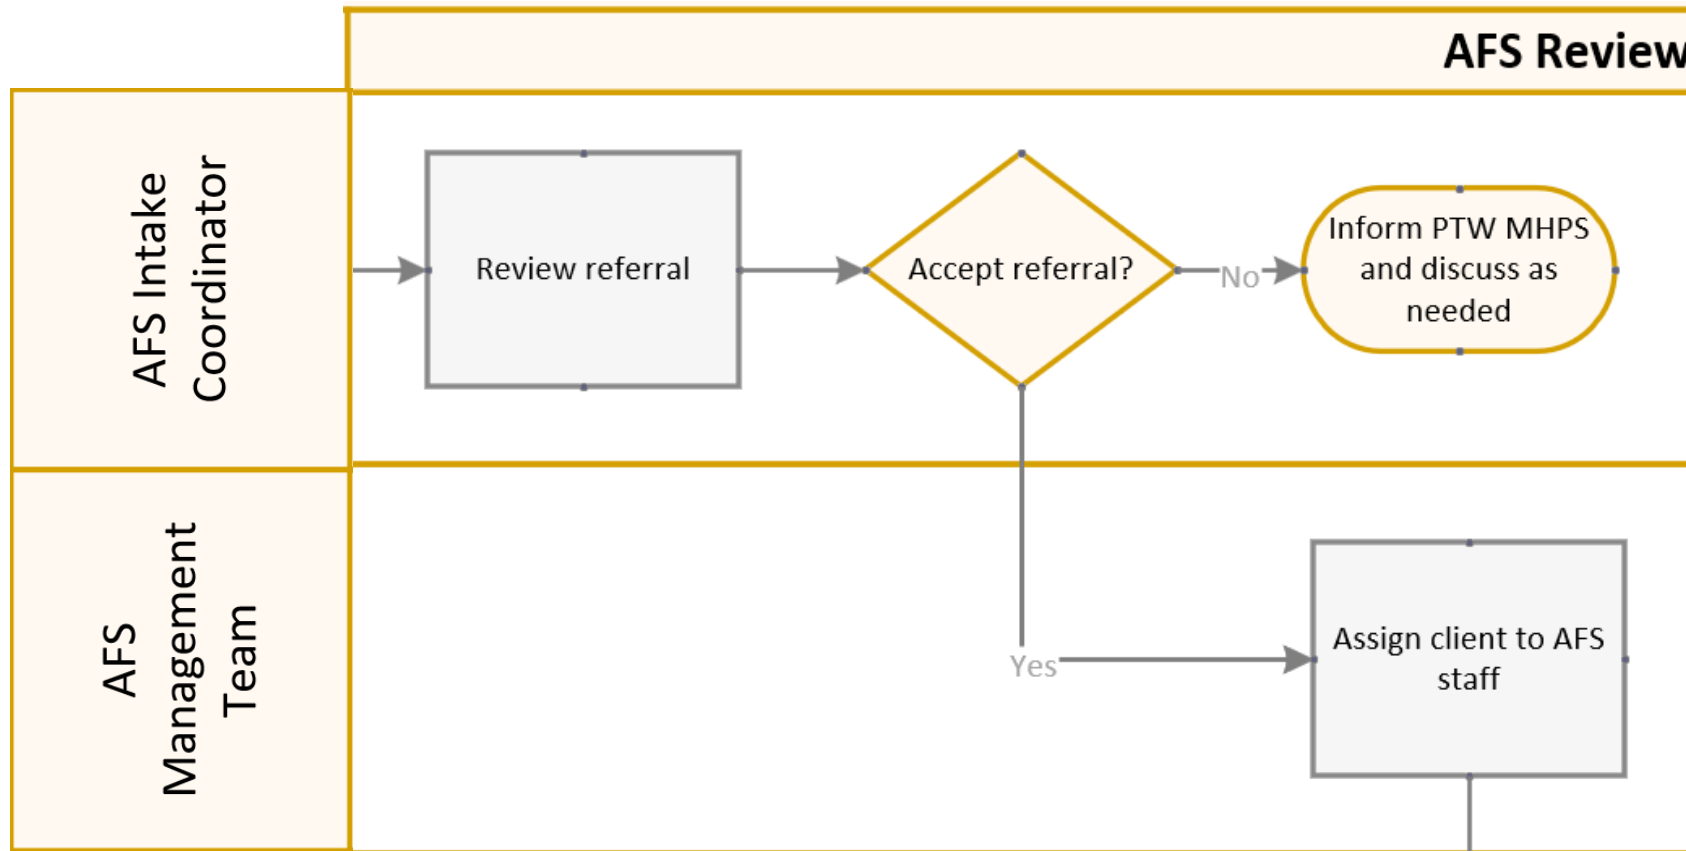 AFS Review
AFS Intake
Coordinator
Review referral
Accept referral?
No
Inform PTW MHPS
and discuss as
needed
AFS
Management
Team
Yes
Assign client to AFS
staff